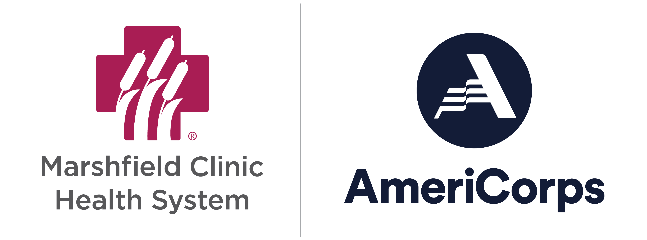 ®
Marshfield Clinic
Health System
A
AmeriCorps